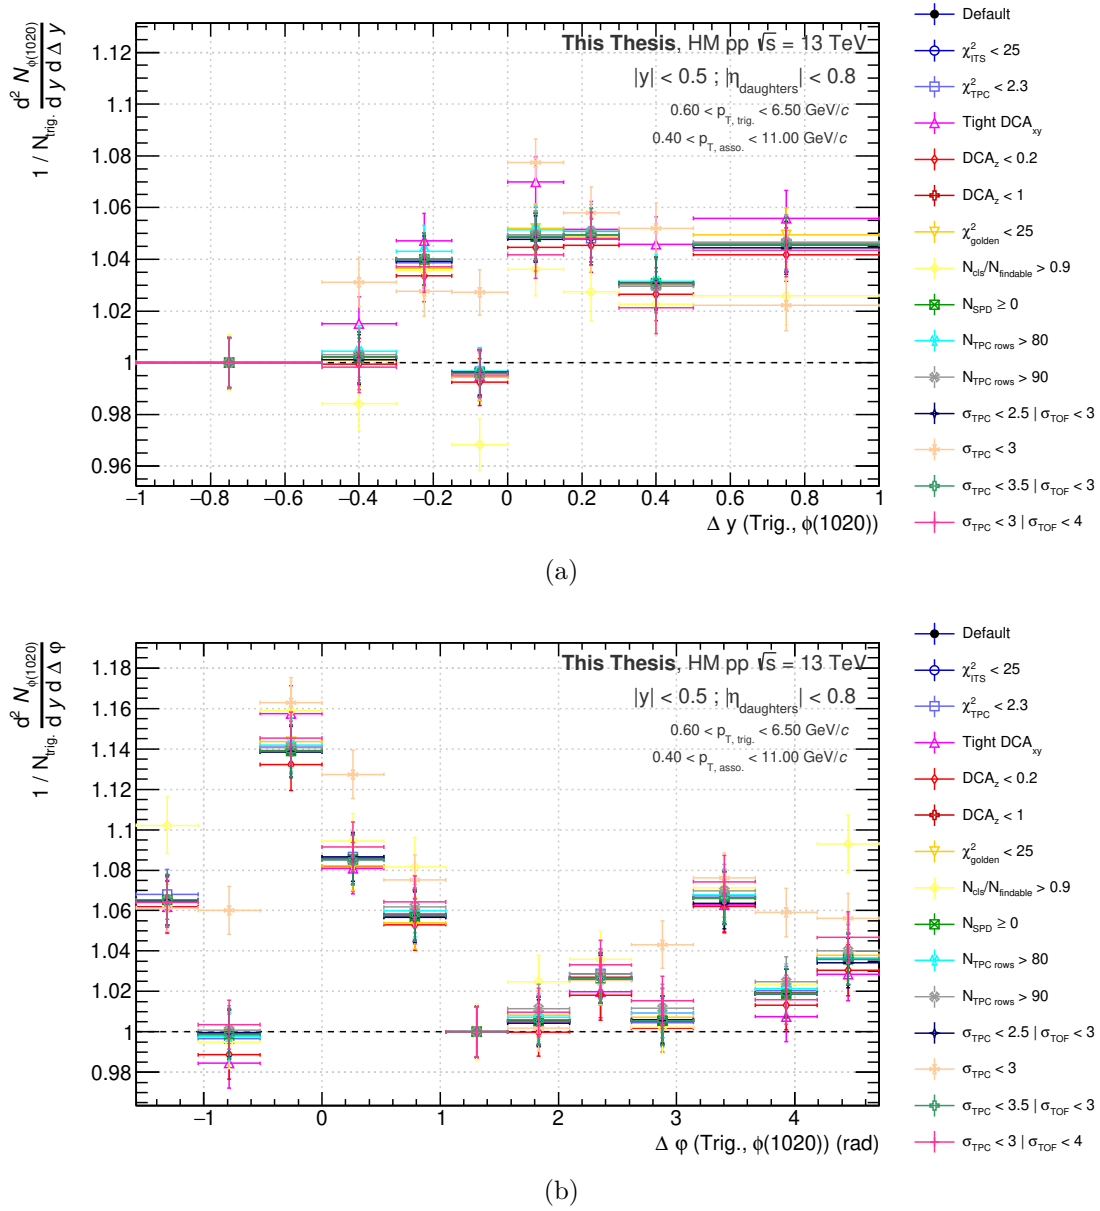 1 / N_trig. d² N_φ(1020) / d y d Δ y
This Thesis, HM pp √s = 13 TeV
|y| < 0.5 ; |η_daughters| < 0.8
0.60 < p_T, trig. < 6.50 GeV/c
0.40 < p_T, asso. < 11.00 GeV/c
1.12
1.1
1.08
1.06
1.04
1.02
1
0.98
0.96
−1 −0.8 −0.6 −0.4 −0.2 0 0.2 0.4 0.6 0.8 1
Δ y (Trig., φ(1020))
Default
χ²_ITS < 25
χ²_TPC < 2.3
Tight DCA_xy
DCA_z < 0.2
DCA_z < 1
χ²_golden < 25
N_cls/N_findable > 0.9
N_SPD ≥ 0
N_TPC rows > 80
N_TPC rows > 90
σ_TPC < 2.5 | σ_TOF < 3
σ_TPC < 3
σ_TPC < 3.5 | σ_TOF < 3
σ_TPC < 3 | σ_TOF < 4
(a)
1 / N_trig. d² N_φ(1020) / d y d Δ φ
This Thesis, HM pp √s = 13 TeV
|y| < 0.5 ; |η_daughters| < 0.8
0.60 < p_T, trig. < 6.50 GeV/c
0.40 < p_T, asso. < 11.00 GeV/c
1.18
1.16
1.14
1.12
1.1
1.08
1.06
1.04
1.02
1
0.98
−1 0 1 2 3 4
Δ φ (Trig., φ(1020)) (rad)
Default
χ²_ITS < 25
χ²_TPC < 2.3
Tight DCA_xy
DCA_z < 0.2
DCA_z < 1
χ²_golden < 25
N_cls/N_findable > 0.9
N_SPD ≥ 0
N_TPC rows > 80
N_TPC rows > 90
σ_TPC < 2.5 | σ_TOF < 3
σ_TPC < 3
σ_TPC < 3.5 | σ_TOF < 3
σ_TPC < 3 | σ_TOF < 4
(b)